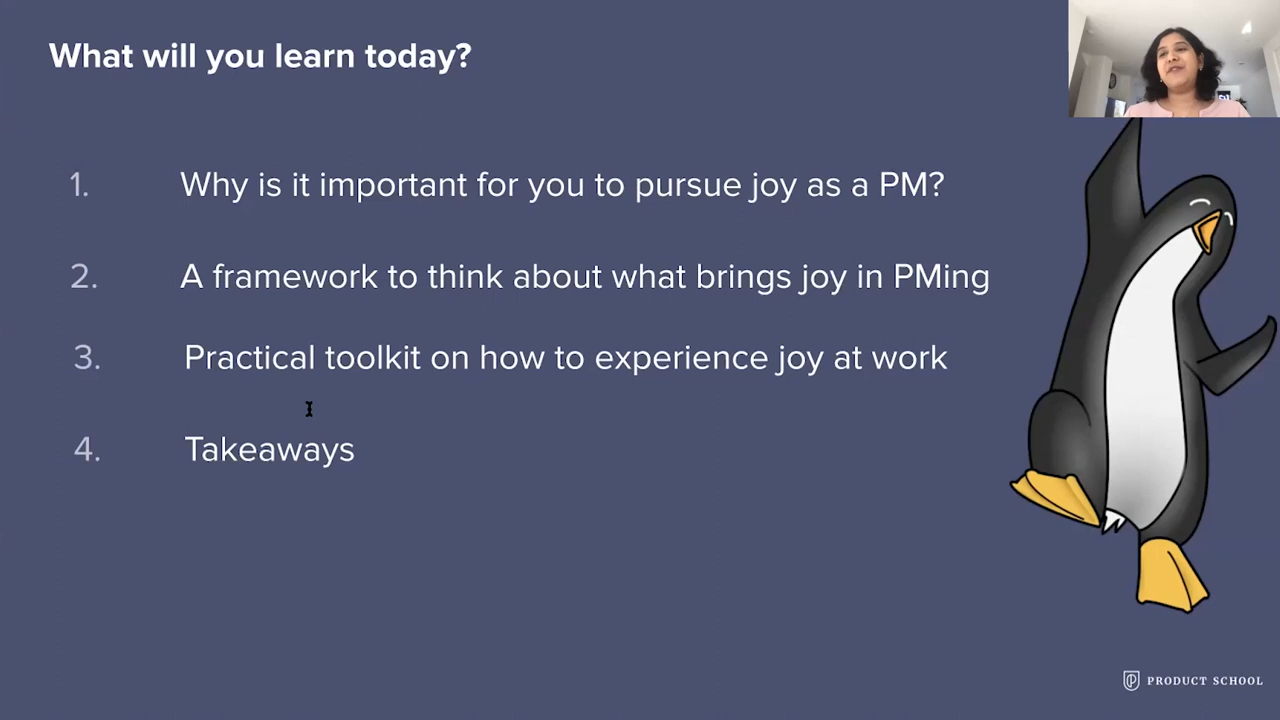 What will you learn today?
1. Why is it important for you to pursue joy as a PM?
2. A framework to think about what brings joy in PMing
3. Practical toolkit on how to experience joy at work
4. Takeaways
PRODUCT SCHOOL